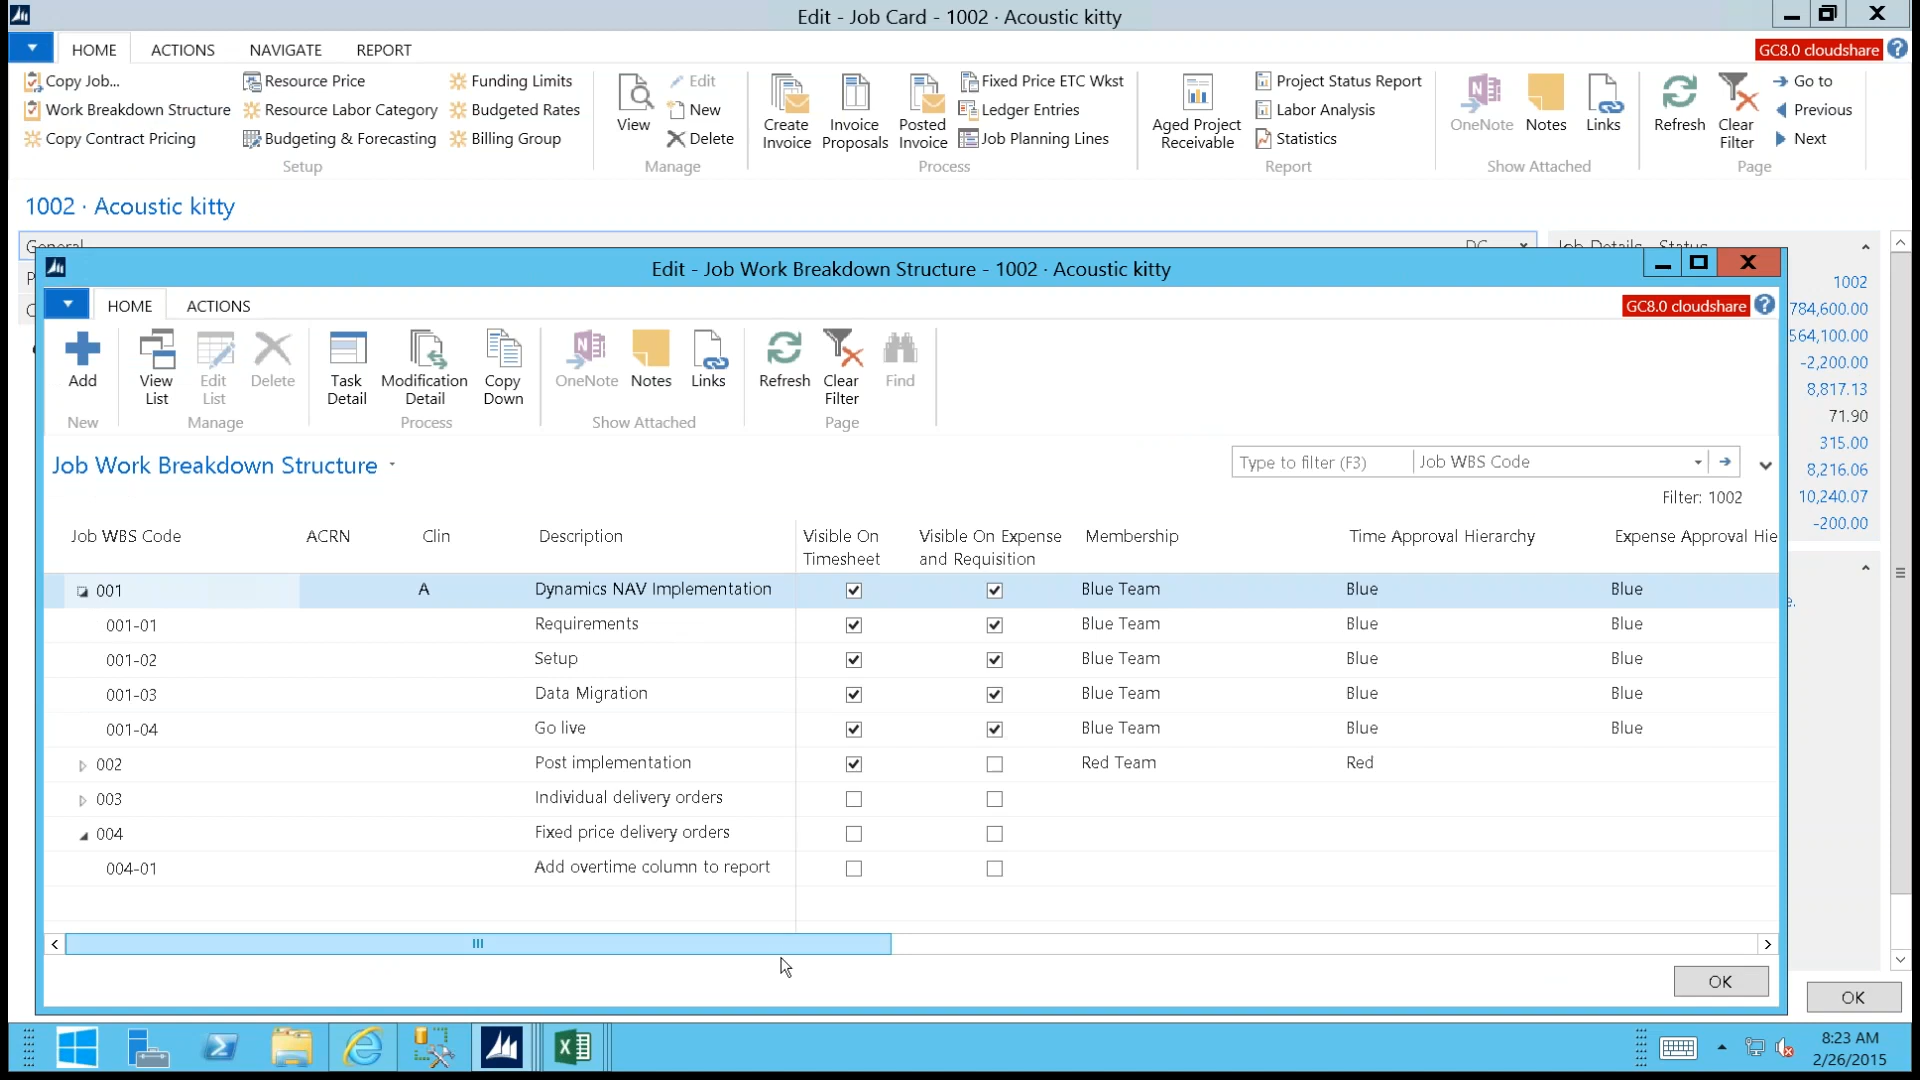 Edit - Job Card - 1002 · Acoustic kitty
HOME ACTIONS NAVIGATE REPORT GC8.0 cloudshare ?
Copy Job... Resource Price Funding Limits Edit Fixed Price ETC Wkst Project Status Report Go to
Work Breakdown Structure Resource Labor Category Budgeted Rates New Ledger Entries Labor Analysis Previous
Copy Contract Pricing Budgeting & Forecasting Billing Group View Delete Create Invoice Invoice Proposals Posted Invoice Job Planning Lines Aged Project Receivable Statistics OneNote Notes Links Refresh Clear Filter Next
Setup Manage Process Report Show Attached Page
1002 · Acoustic kitty
General
Edit - Job Work Breakdown Structure - 1002 · Acoustic kitty
1002
HOME ACTIONS GC8.0 cloudshare ?
784,600.00
564,100.00
-2,200.00
8,817.13
71.90
315.00
8,216.06
10,240.07
-200.00
Add View List Edit List Delete Task Detail Modification Detail Copy Down OneNote Notes Links Refresh Clear Filter Find
New Manage Process Show Attached Page
Job Work Breakdown Structure Type to filter (F3) Job WBS Code
Filter: 1002
Job WBS Code ACRN Clin Description Visible On Timesheet Visible On Expense and Requisition Membership Time Approval Hierarchy Expense Approval Hie
001 A Dynamics NAV Implementation Blue Team Blue Blue
001-01 Requirements Blue Team Blue Blue
001-02 Setup Blue Team Blue Blue
001-03 Data Migration Blue Team Blue Blue
001-04 Go live Blue Team Blue Blue
002 Post implementation Red Team Red
003 Individual delivery orders
004 Fixed price delivery orders
004-01 Add overtime column to report
OK
OK
8:23 AM
2/26/2015